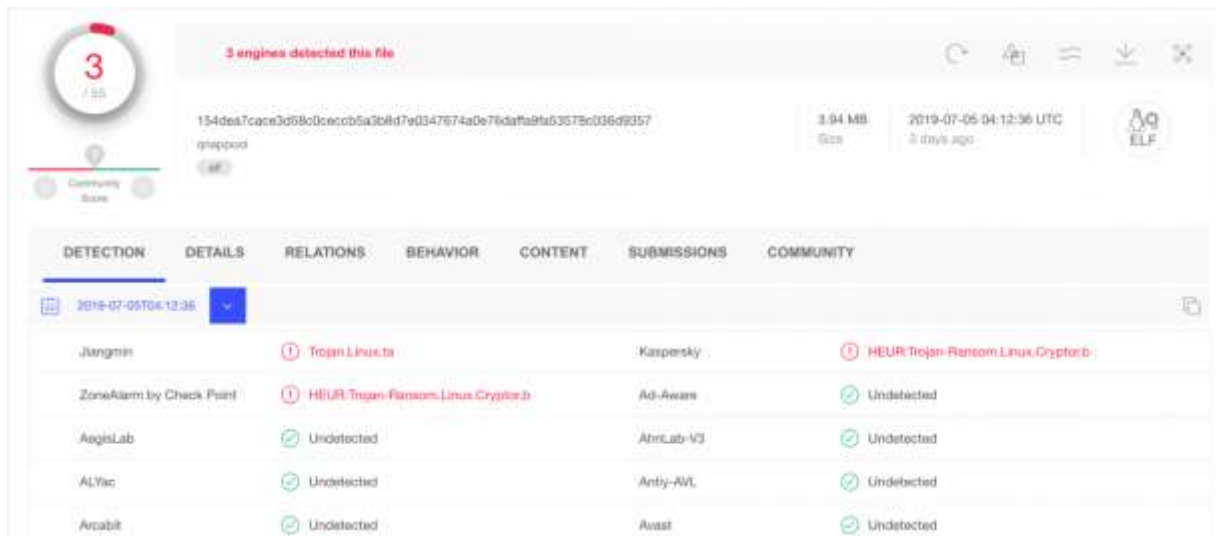 3 engines detected this file
3
/ 55
3.94 MB
Size
2019-07-05 04:12:36 UTC
3 days ago
ELF
elf
Community
Score
DETECTION DETAILS RELATIONS BEHAVIOR CONTENT SUBMISSIONS COMMUNITY
2019-07-05T04:12:36
Jiangmin Trojan.Linux.ta Kaspersky HEUR:Trojan-Ransom.Linux.Cryptor.b
ZoneAlarm by Check Point HEUR:Trojan-Ransom.Linux.Cryptor.b Ad-Aware Undetected
AegisLab Undetected AhnLab-V3 Undetected
ALYac Undetected Antiy-AVL Undetected
Arcabit Undetected Avast Undetected